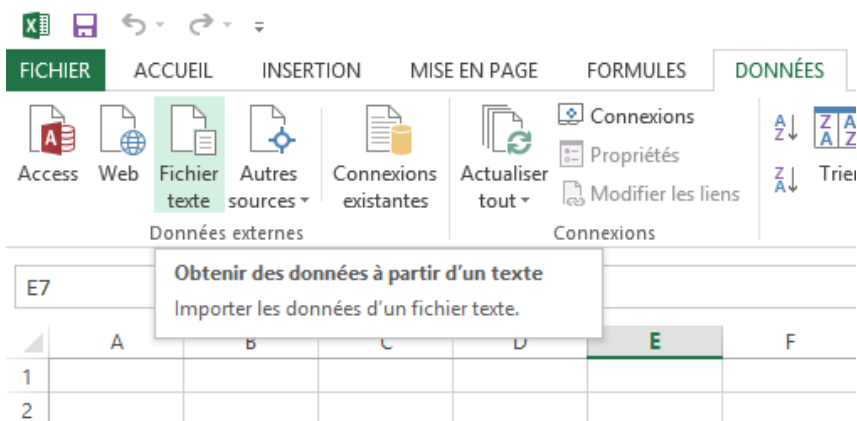 FICHIER ACCUEIL INSERTION MISE EN PAGE FORMULES DONNÉES
Access Web Fichier texte Autres sources Connexions existantes Actualiser tout Connexions Propriétés Modifier les liens A Z Z A Z A A Z Trier
Données externes Connexions
Obtenir des données à partir d'un texte
Importer les données d'un fichier texte.
E7
A B C D E F
1
2